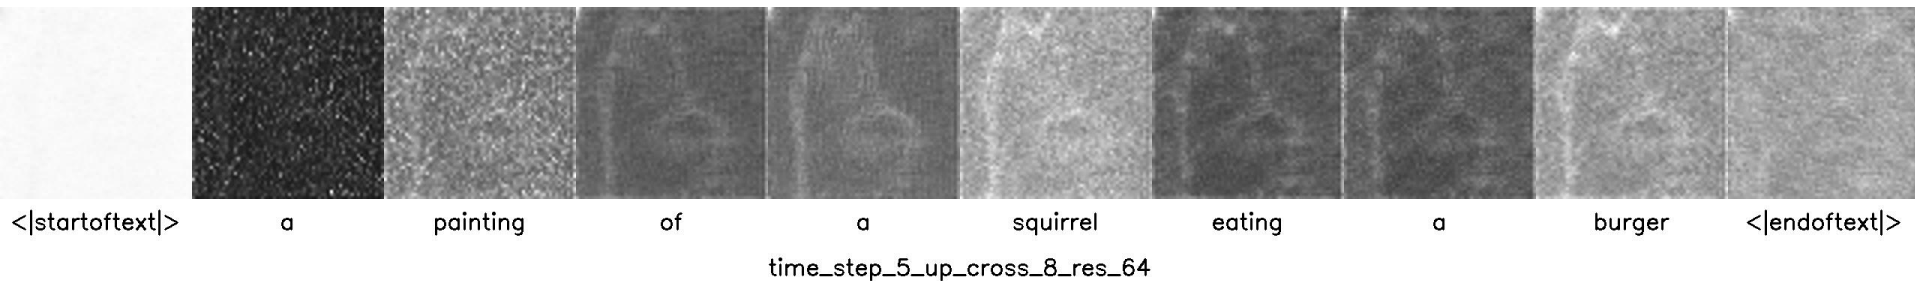 <|startoftext|> a painting of a squirrel eating a burger <|endoftext|>
time_step_5_up_cross_8_res_64